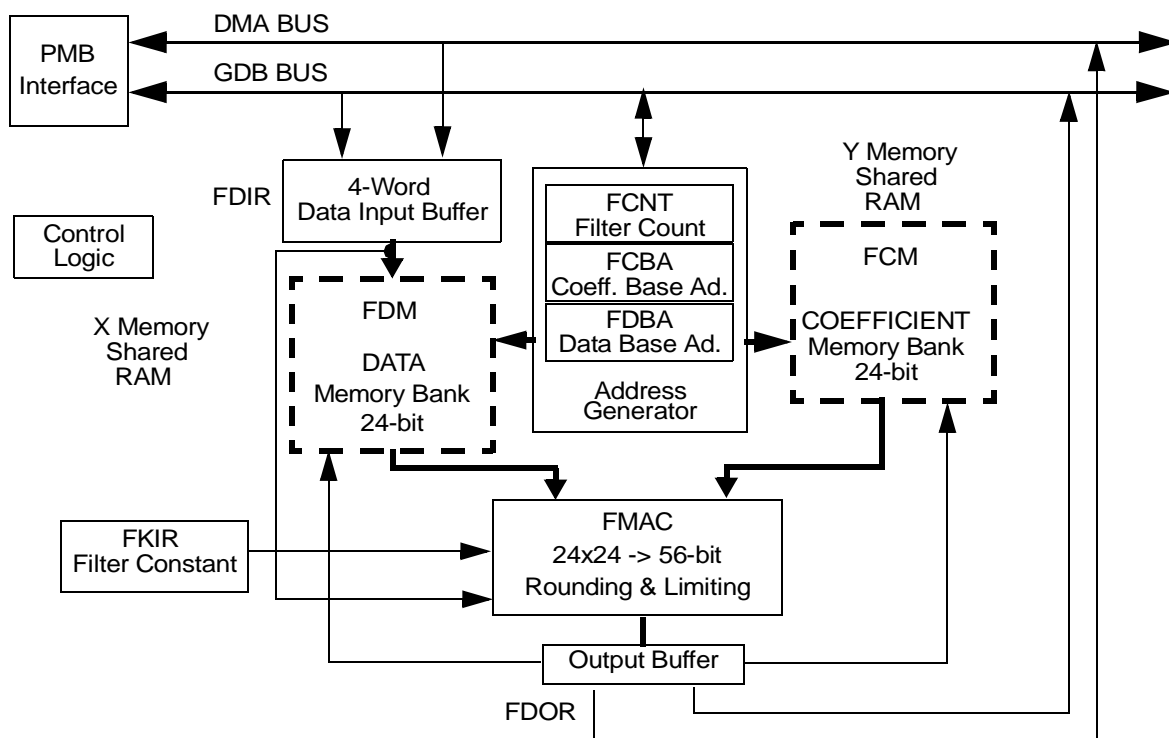 DMA BUS
PMB
Interface
GDB BUS
Y Memory
Shared
RAM
FDIR
4-Word
Data Input Buffer
FCNT
Filter Count
Control
Logic
FCBA
Coeff. Base Ad.
FCM
FDM
FDBA
Data Base Ad.
COEFFICIENT
Memory Bank
24-bit
X Memory
Shared
RAM
DATA
Memory Bank
24-bit
Address
Generator
FKIR
Filter Constant
FMAC
24x24 -> 56-bit
Rounding & Limiting
Output Buffer
FDOR